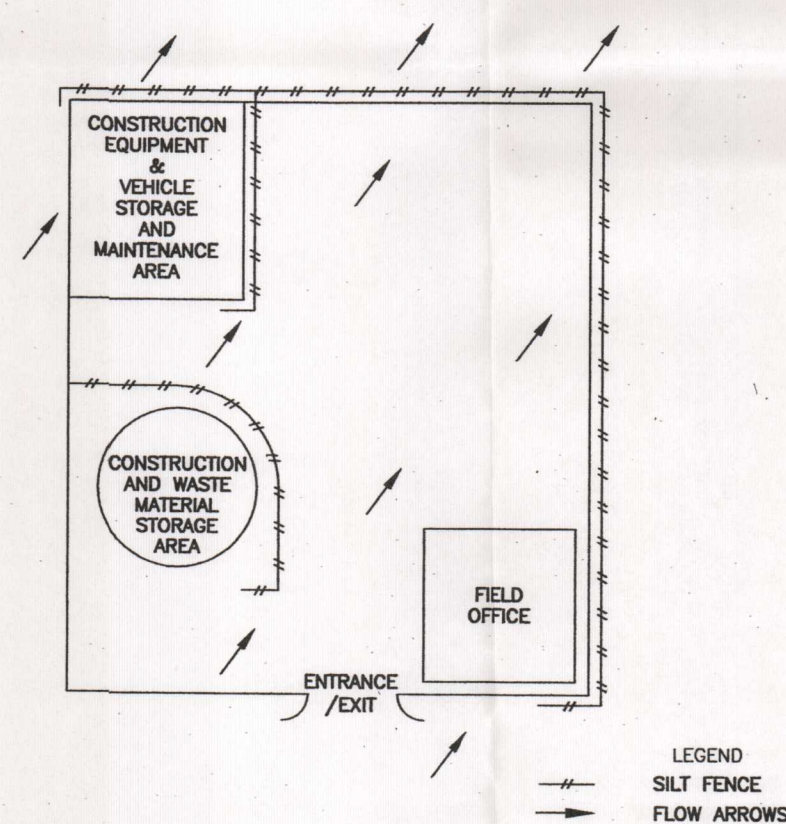 CONSTRUCTION
EQUIPMENT
&
VEHICLE
STORAGE
AND
MAINTENANCE
AREA
CONSTRUCTION
AND WASTE
MATERIAL
STORAGE
AREA
FIELD
OFFICE
ENTRANCE
/EXIT
LEGEND
SILT FENCE
FLOW ARROWS